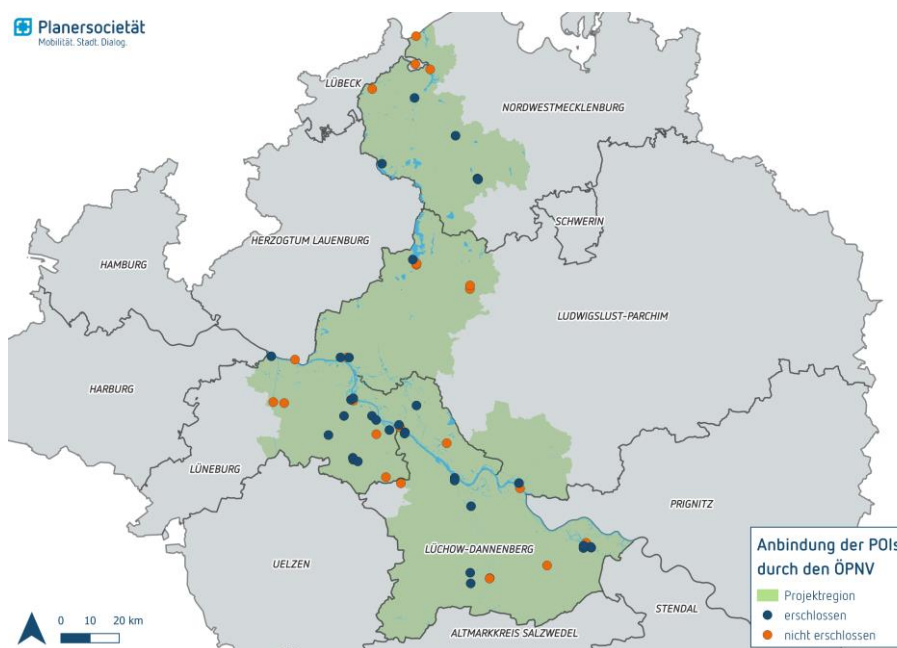 Planersocietät
Mobilität. Stadt. Dialog.
LÜBECK
NORDWESTMECKLENBURG
SCHWERIN
HERZOGTUM LAUENBURG
HAMBURG
LUDWIGSLUST-PARCHIM
HARBURG
LÜNEBURG
PRIGNITZ
UELZEN
LÜCHOW-DANNENBERG
STENDAL
ALTMARKKREIS SALZWEDEL
0 10 20 km
Anbindung der POIs
durch den ÖPNV
Projektregion
erschlossen
nicht erschlossen